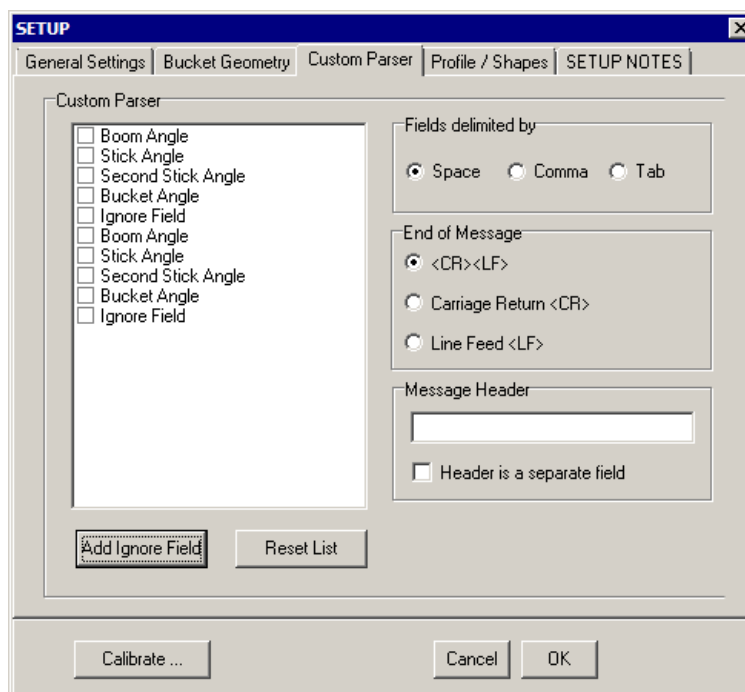 SETUP
General Settings Bucket Geometry Custom Parser Profile / Shapes SETUP NOTES
Custom Parser
Boom Angle
Stick Angle
Second Stick Angle
Bucket Angle
Ignore Field
Boom Angle
Stick Angle
Second Stick Angle
Bucket Angle
Ignore Field
Add Ignore Field Reset List
Fields delimited by
Space Comma Tab
End of Message
<CR><LF>
Carriage Return <CR>
Line Feed <LF>
Message Header
Header is a separate field
Calibrate ... Cancel OK